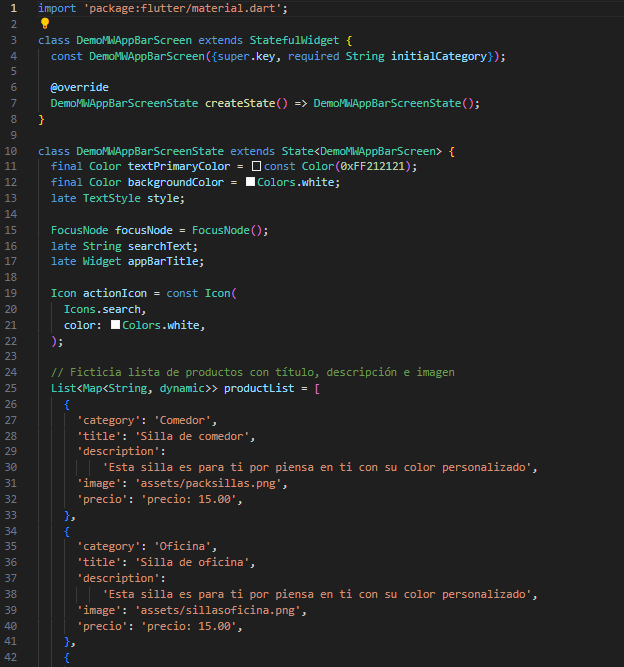 1 import 'package:flutter/material.dart';
2
3 class DemoMWAppBarScreen extends StatefulWidget {
4 const DemoMWAppBarScreen({super.key, required String initialCategory});
5
6 @override
7 DemoMWAppBarScreenState createState() => DemoMWAppBarScreenState();
8 }
9
10 class DemoMWAppBarScreenState extends State<DemoMWAppBarScreen> {
11 final Color textPrimaryColor = const Color(0xFF212121);
12 final Color backgroundColor = Colors.white;
13 late TextStyle style;
14
15 FocusNode focusNode = FocusNode();
16 late String searchText;
17 late Widget appBarTitle;
18
19 Icon actionIcon = const Icon(
20 Icons.search,
21 color: Colors.white,
22 );
23
24 // Ficticia lista de productos con título, descripción e imagen
25 List<Map<String, dynamic>> productList = [
26 {
27 'category': 'Comedor',
28 'title': 'Silla de comedor',
29 'description':
30 'Esta silla es para ti por piensa en ti con su color personalizado',
31 'image': 'assets/packsillas.png',
32 'precio': 'precio: 15.00',
33 },
34 {
35 'category': 'Oficina',
36 'title': 'Silla de oficina',
37 'description':
38 'Esta silla es para ti por piensa en ti con su color personalizado',
39 'image': 'assets/sillasoficina.png',
40 'precio': 'precio: 15.00',
41 },
42 {